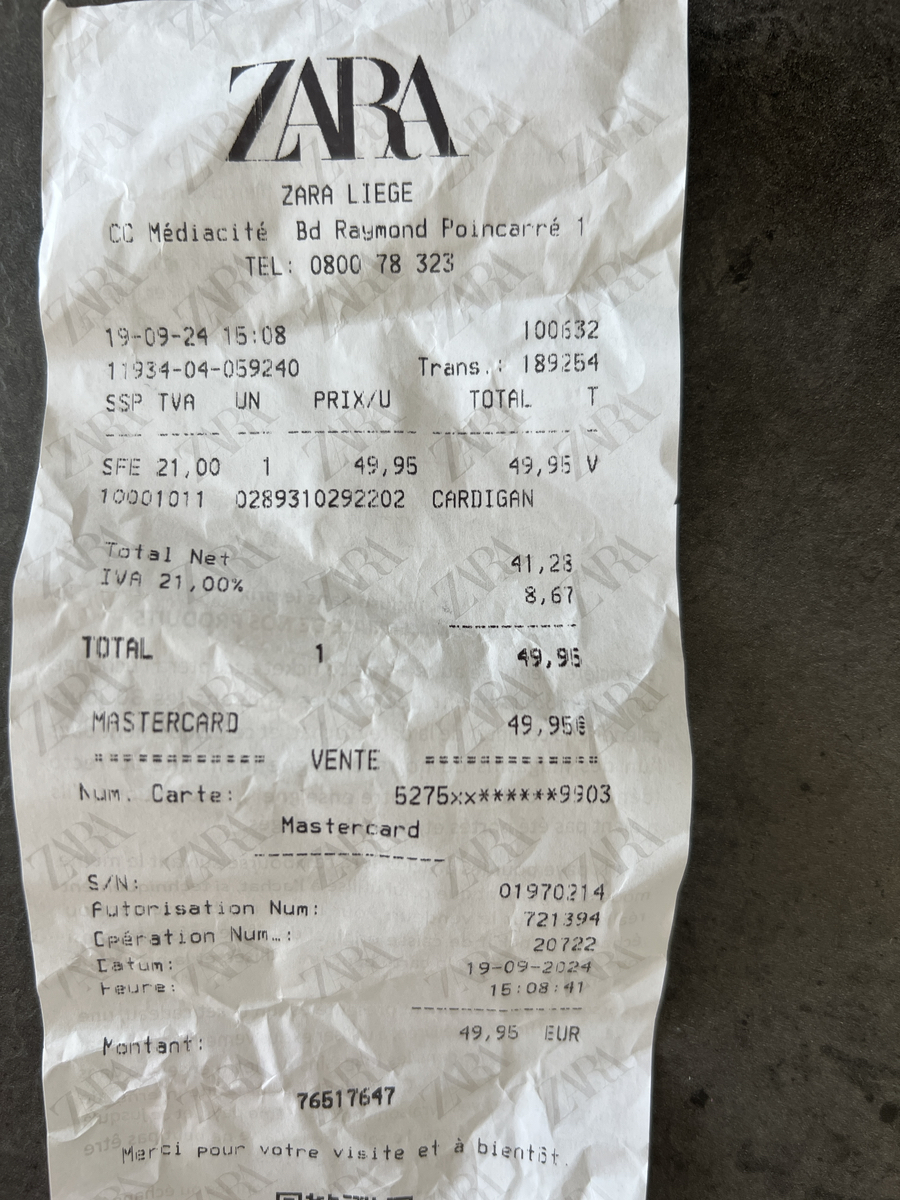 ZARA
ZARA LIEGE
CC Médiacité Bd Raymond Poincarré 1
TEL: 0800 78 323
19-09-24 15:08 100632
11934-04-059240 Trans.: 189254
SSP TVA UN PRIX/U TOTAL T
SFE 21,00 1 49,95 49,95 V
10001011 0289310292202 CARDIGAN
Total Net 41,28
IVA 21,00% 8,67
TOTAL 1 49,95
MASTERCARD 49,95€
============ VENTE ============
Num. Carte: 5275xx******9903
Mastercard
S/N: 01970214
Autorisation Num: 721394
Opération Num…: 20722
Datum: 19-09-2024
Heure: 15:08:41
Montant: 49,95 EUR
76517647
Merci pour votre visite et à bientôt.